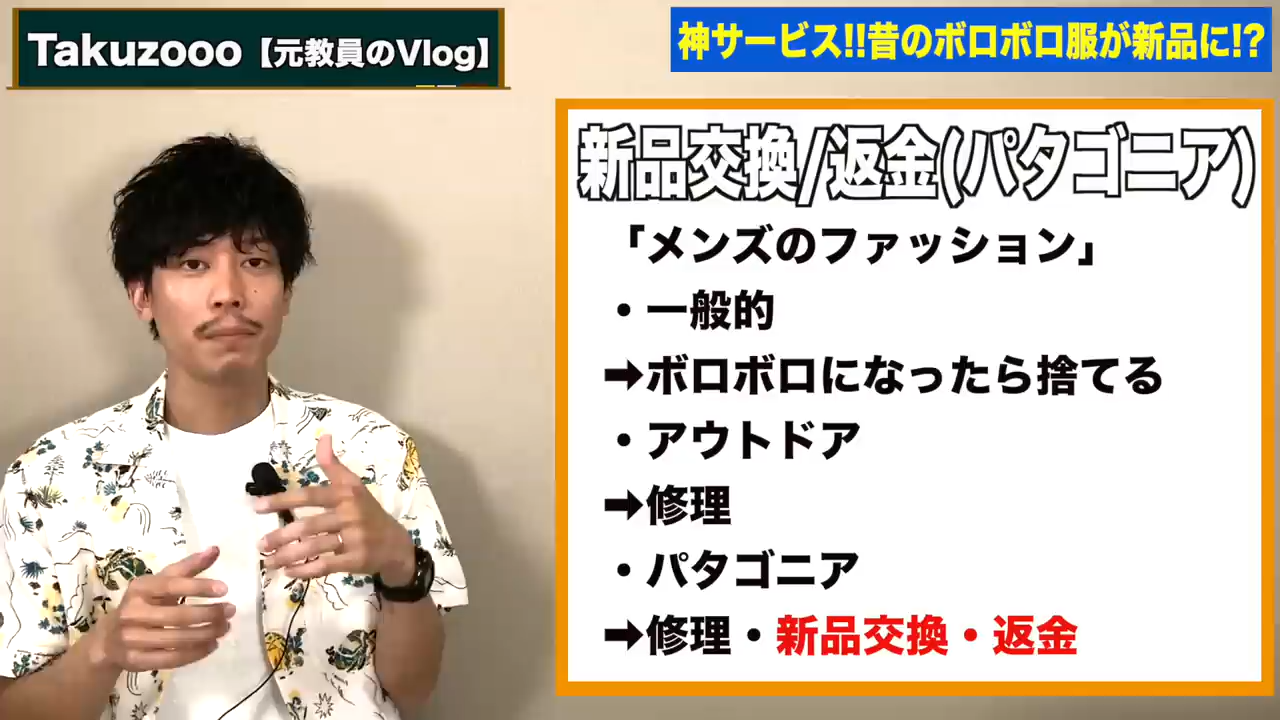 Takuzooo【元教員のVlog】
神サービス!!昔のボロボロ服が新品に!?
新品交換/返金(パタゴニア)
「メンズのファッション」
・一般的
➡ボロボロになったら捨てる
・アウトドア
➡修理
・パタゴニア
➡修理・新品交換・返金